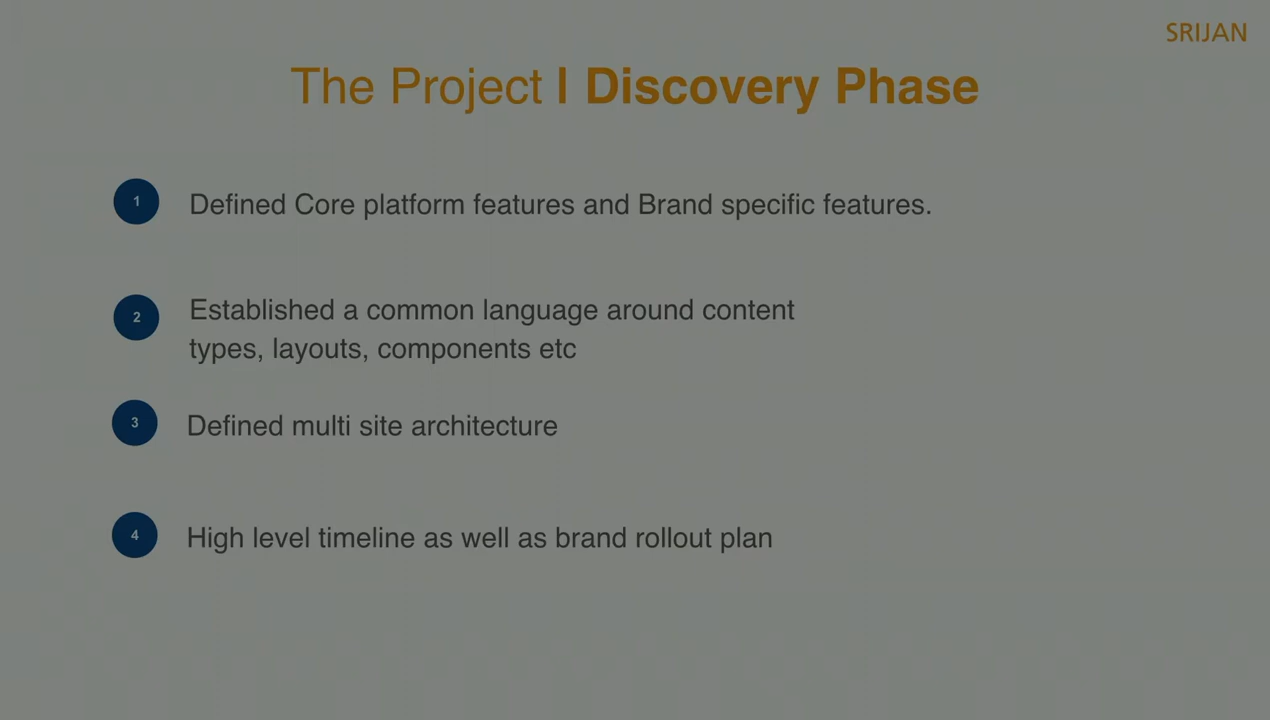 SRIJAN
The Project | Discovery Phase
1 Defined Core platform features and Brand specific features.
2 Established a common language around content
types, layouts, components etc
3 Defined multi site architecture
4 High level timeline as well as brand rollout plan